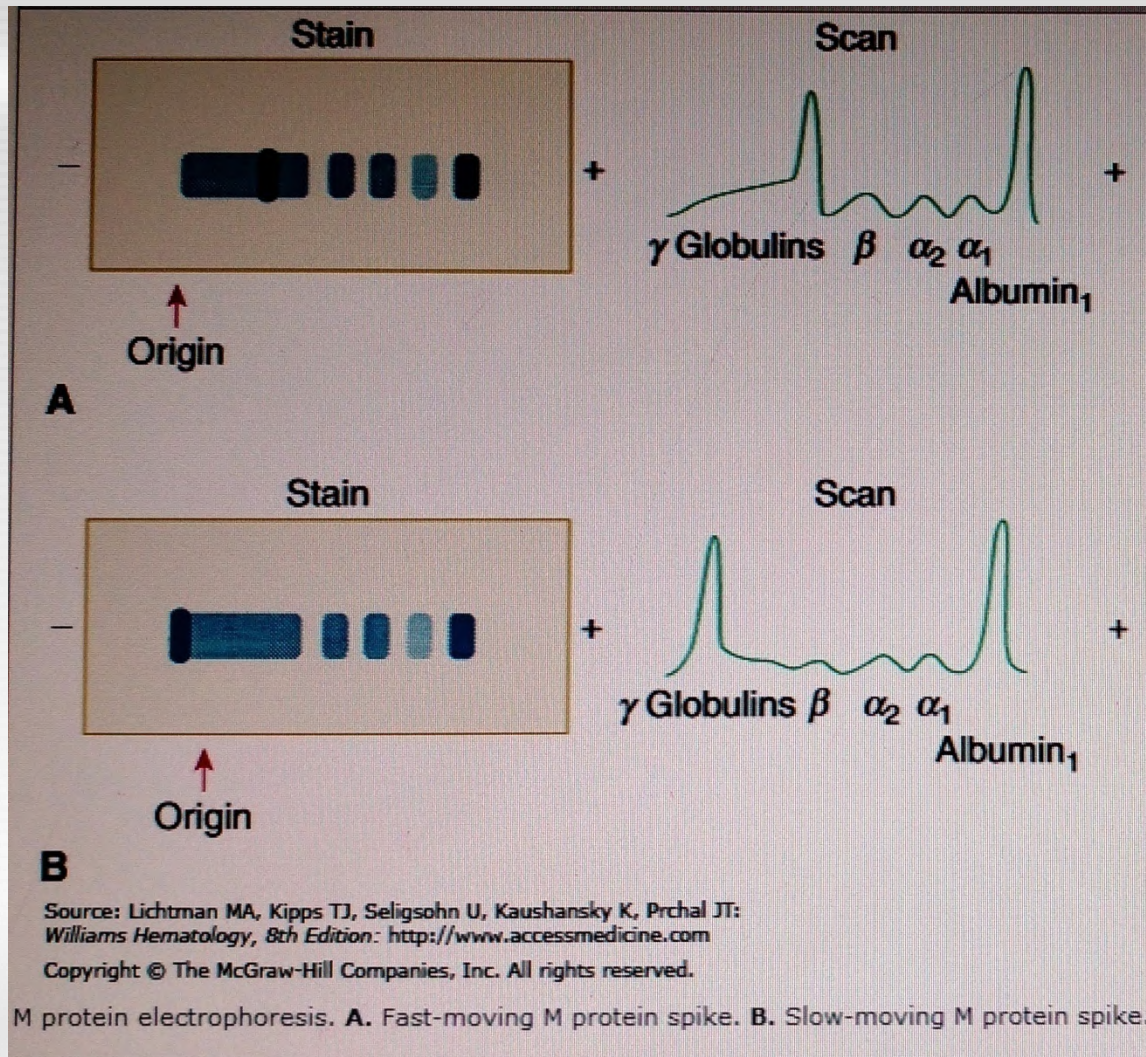 Stain
Scan
−
+
+
γ Globulins β α2 α1
Albumin1
Origin
A
Stain
Scan
−
+
+
γ Globulins β α2 α1
Albumin1
Origin
B
Source: Lichtman MA, Kipps TJ, Seligsohn U, Kaushansky K, Prchal JT:
Williams Hematology, 8th Edition: http://www.accessmedicine.com
Copyright © The McGraw-Hill Companies, Inc. All rights reserved.
M protein electrophoresis. A. Fast-moving M protein spike. B. Slow-moving M protein spike.